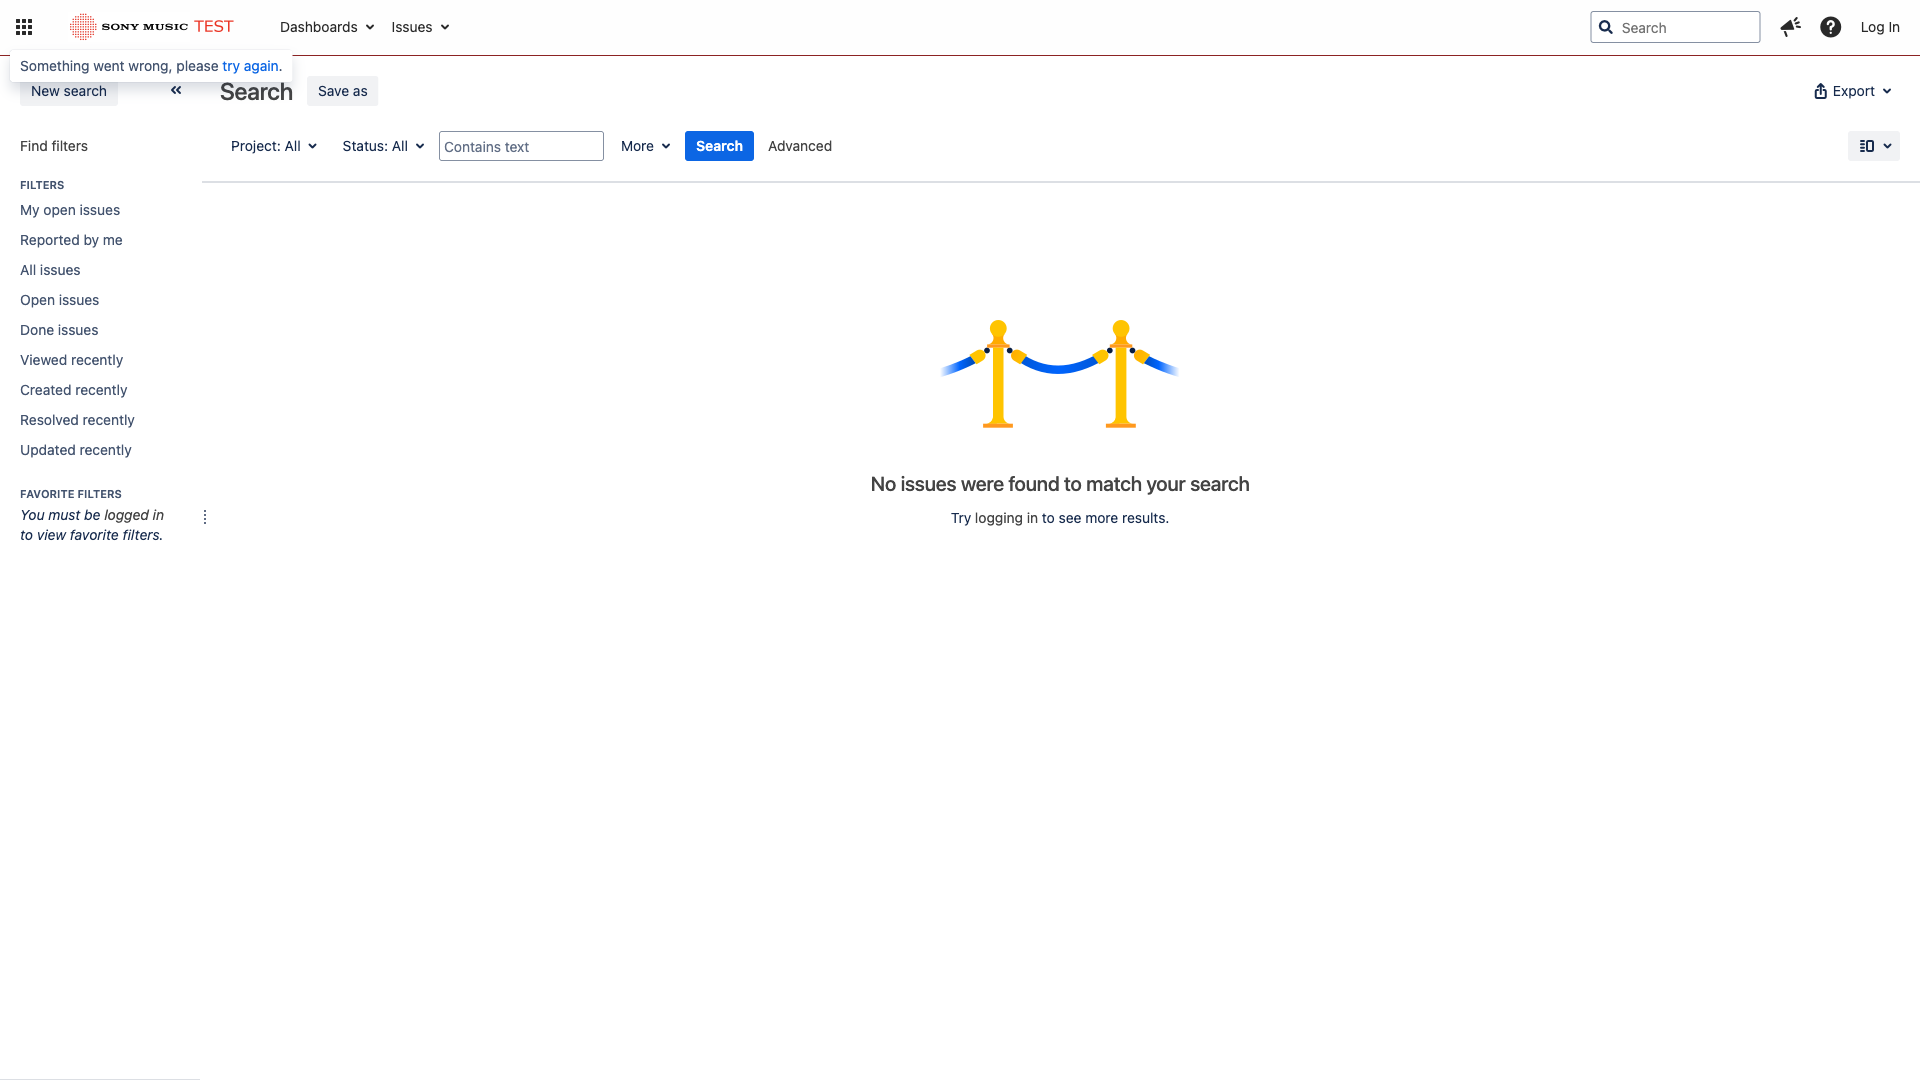 SONY MUSIC TEST
Dashboards
Issues
Search
Log In
Something went wrong, please try again.
New search
Search
Save as
Export
Find filters
Project: All
Status: All
Contains text
More
Search
Advanced
FILTERS
My open issues
Reported by me
All issues
Open issues
Done issues
Viewed recently
Created recently
Resolved recently
Updated recently
FAVORITE FILTERS
You must be logged in
to view favorite filters.
No issues were found to match your search
Try logging in to see more results.